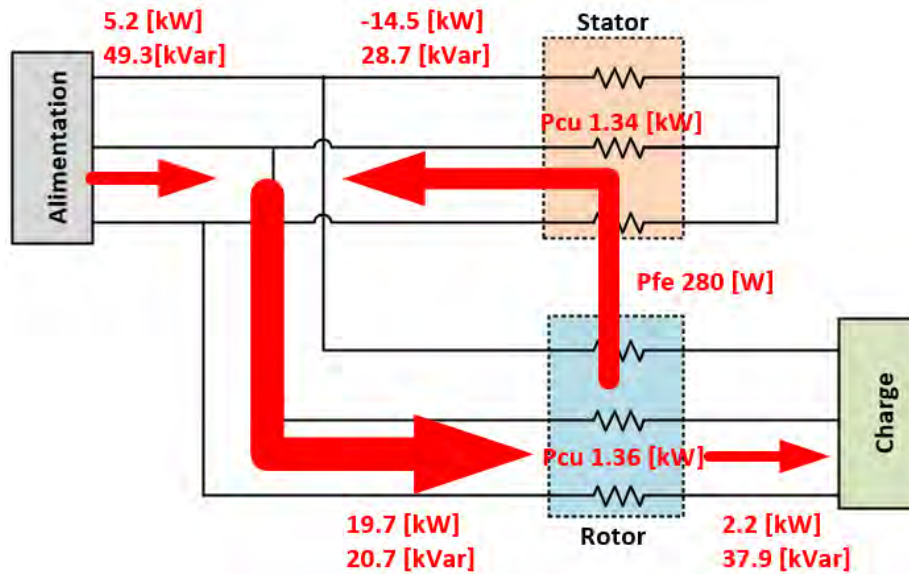 5.2 [kW]
49.3[kVar]
-14.5 [kW]
28.7 [kVar]
Stator
Alimentation
Pcu 1.34 [kW]
Pfe 280 [W]
Charge
Pcu 1.36 [kW]
19.7 [kW]
20.7 [kVar]
Rotor
2.2 [kW]
37.9 [kVar]